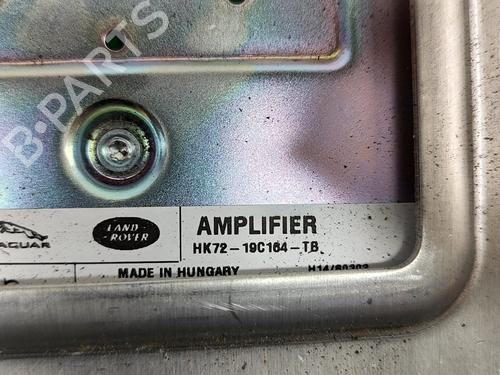 B-PARTS
AMPLIFIER
LAND-
ROVER
JAGUAR
HK72-19C164-TB
MADE IN HUNGARY